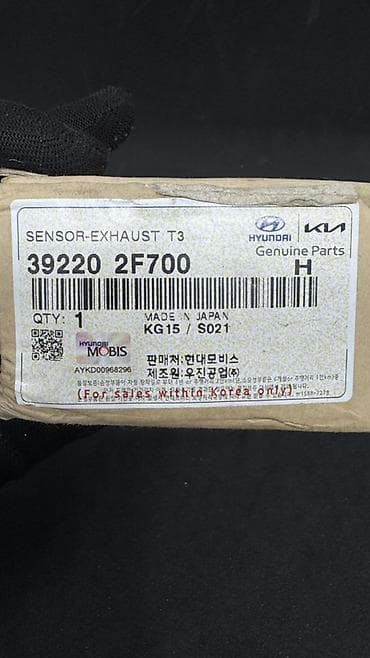 HYUNDAI KIA
SENSOR-EXHAUST T3
Genuine Parts
39220 2F700
H
QTY: 1
MADE IN JAPAN
KG15 / S021
HYUNDAI
MOBIS
판매처:현대모비스
AYKD00968296
제조원:우진공업(주)
(For sales within Korea only)